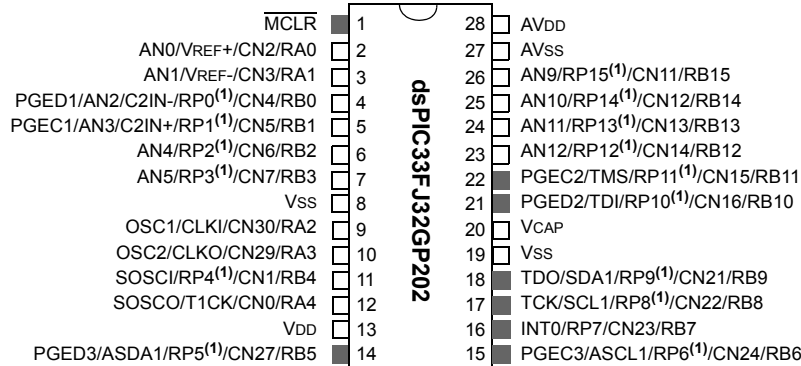 MCLR 1 28 AVDD
AN0/VREF+/CN2/RA0 2 27 AVSS
AN1/VREF-/CN3/RA1 3 26 AN9/RP15(1)/CN11/RB15
PGED1/AN2/C2IN-/RP0(1)/CN4/RB0 4 25 AN10/RP14(1)/CN12/RB14
PGEC1/AN3/C2IN+/RP1(1)/CN5/RB1 5 24 AN11/RP13(1)/CN13/RB13
AN4/RP2(1)/CN6/RB2 6 23 AN12/RP12(1)/CN14/RB12
AN5/RP3(1)/CN7/RB3 7 22 PGEC2/TMS/RP11(1)/CN15/RB11
VSS 8 21 PGED2/TDI/RP10(1)/CN16/RB10
OSC1/CLKI/CN30/RA2 9 20 VCAP
OSC2/CLKO/CN29/RA3 10 19 VSS
SOSCI/RP4(1)/CN1/RB4 11 18 TDO/SDA1/RP9(1)/CN21/RB9
SOSCO/T1CK/CN0/RA4 12 17 TCK/SCL1/RP8(1)/CN22/RB8
VDD 13 16 INT0/RP7/CN23/RB7
PGED3/ASDA1/RP5(1)/CN27/RB5 14 15 PGEC3/ASCL1/RP6(1)/CN24/RB6
dsPIC33FJ32GP202